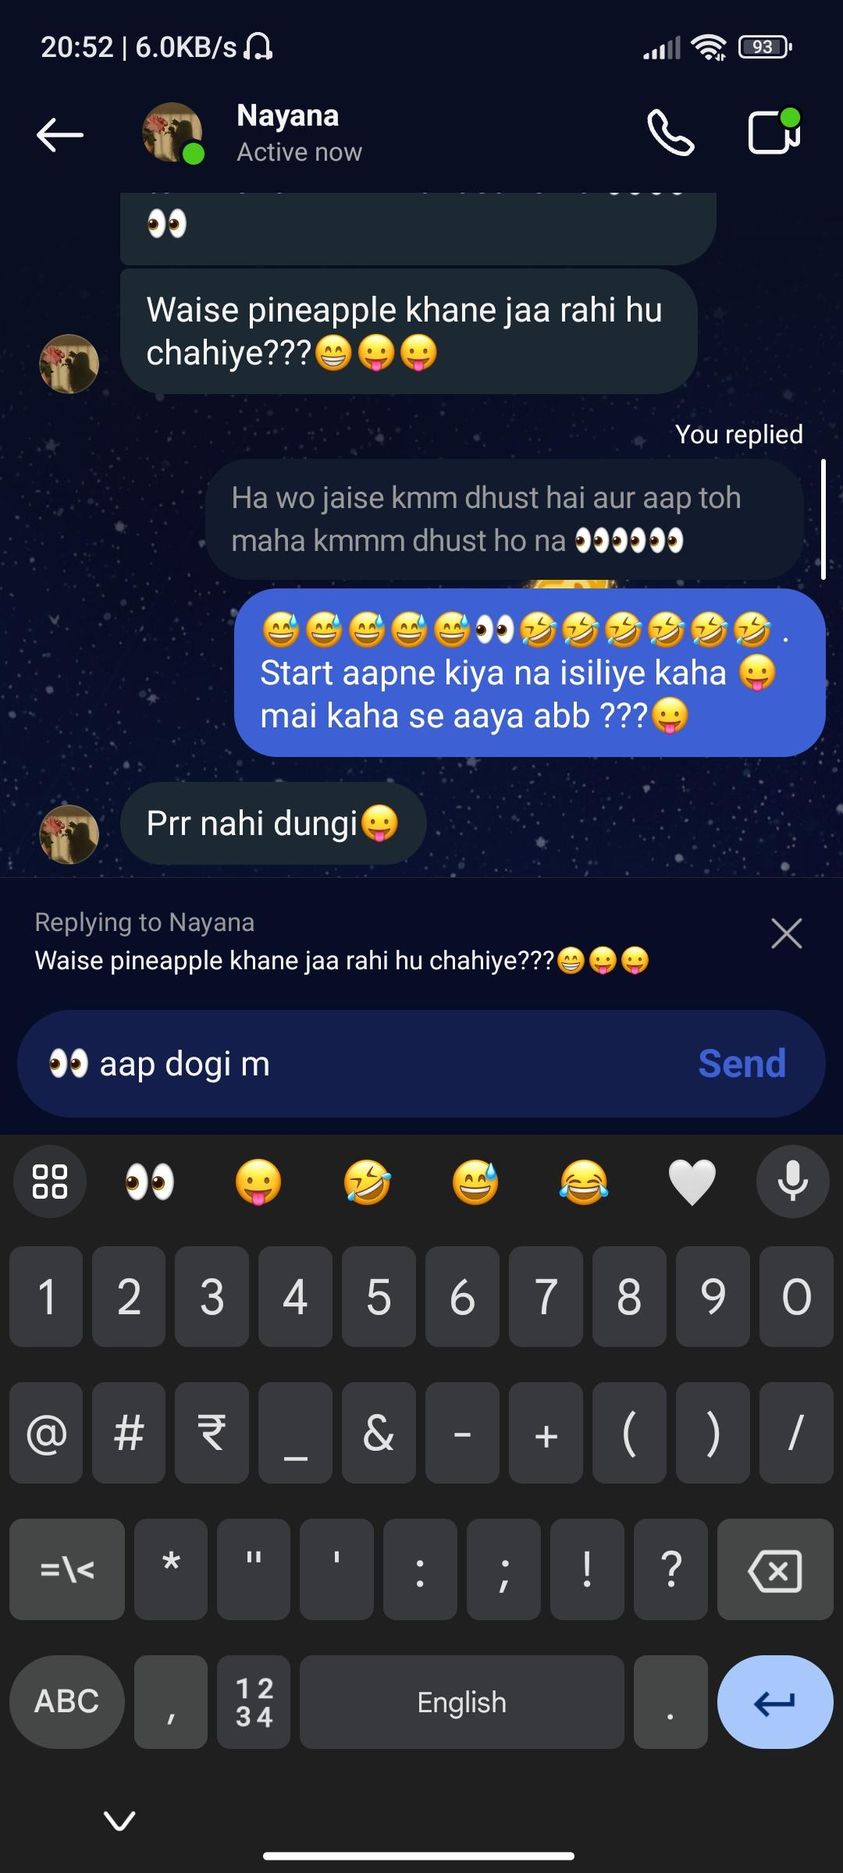 20:52 | 6.0KB/s
93
Nayana
Active now
👀
Waise pineapple khane jaa rahi hu
chahiye???😁😛😛
You replied
Ha wo jaise kmm dhust hai aur aap toh
maha kmmm dhust ho na 👀👀👀
😅😅😅😅😅👀🤣🤣🤣🤣🤣🤣 .
Start aapne kiya na isiliye kaha 😛
mai kaha se aaya abb ???😛
Prr nahi dungi😛
Replying to Nayana
Waise pineapple khane jaa rahi hu chahiye???😁😛😛
👀 aap dogi m
Send
👀 😛 🤣 😅 😂 🤍
1 2 3 4 5 6 7 8 9 0
@ # ₹ _ & - + ( ) /
=\< * " ' : ; ! ?
ABC , 12 34 English .